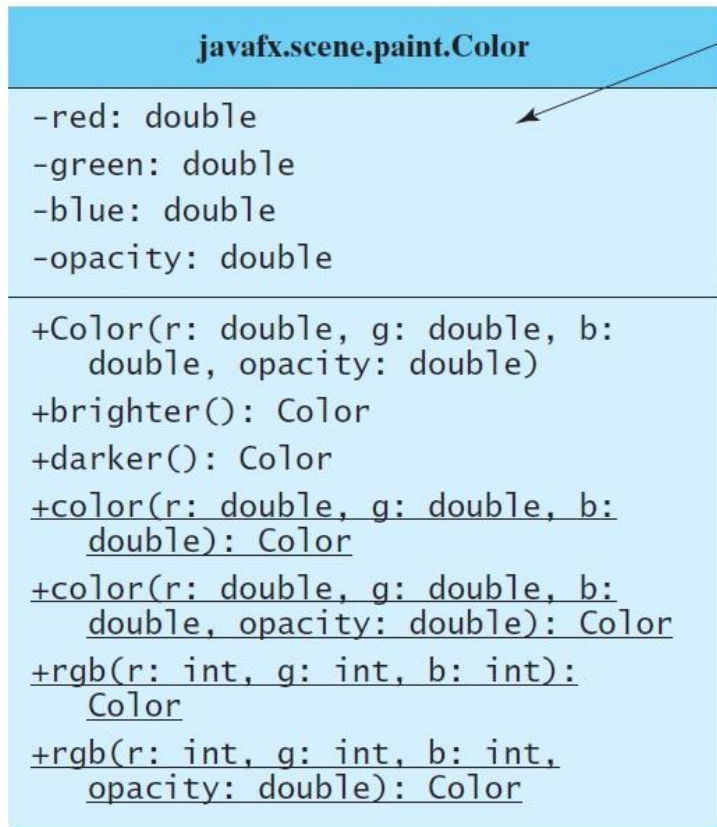 javafx.scene.paint.Color
-red: double
-green: double
-blue: double
-opacity: double
+Color(r: double, g: double, b:
double, opacity: double)
+brighter(): Color
+darker(): Color
+color(r: double, g: double, b:
double): Color
+color(r: double, g: double, b:
double, opacity: double): Color
+rgb(r: int, g: int, b: int):
Color
+rgb(r: int, g: int, b: int,
opacity: double): Color